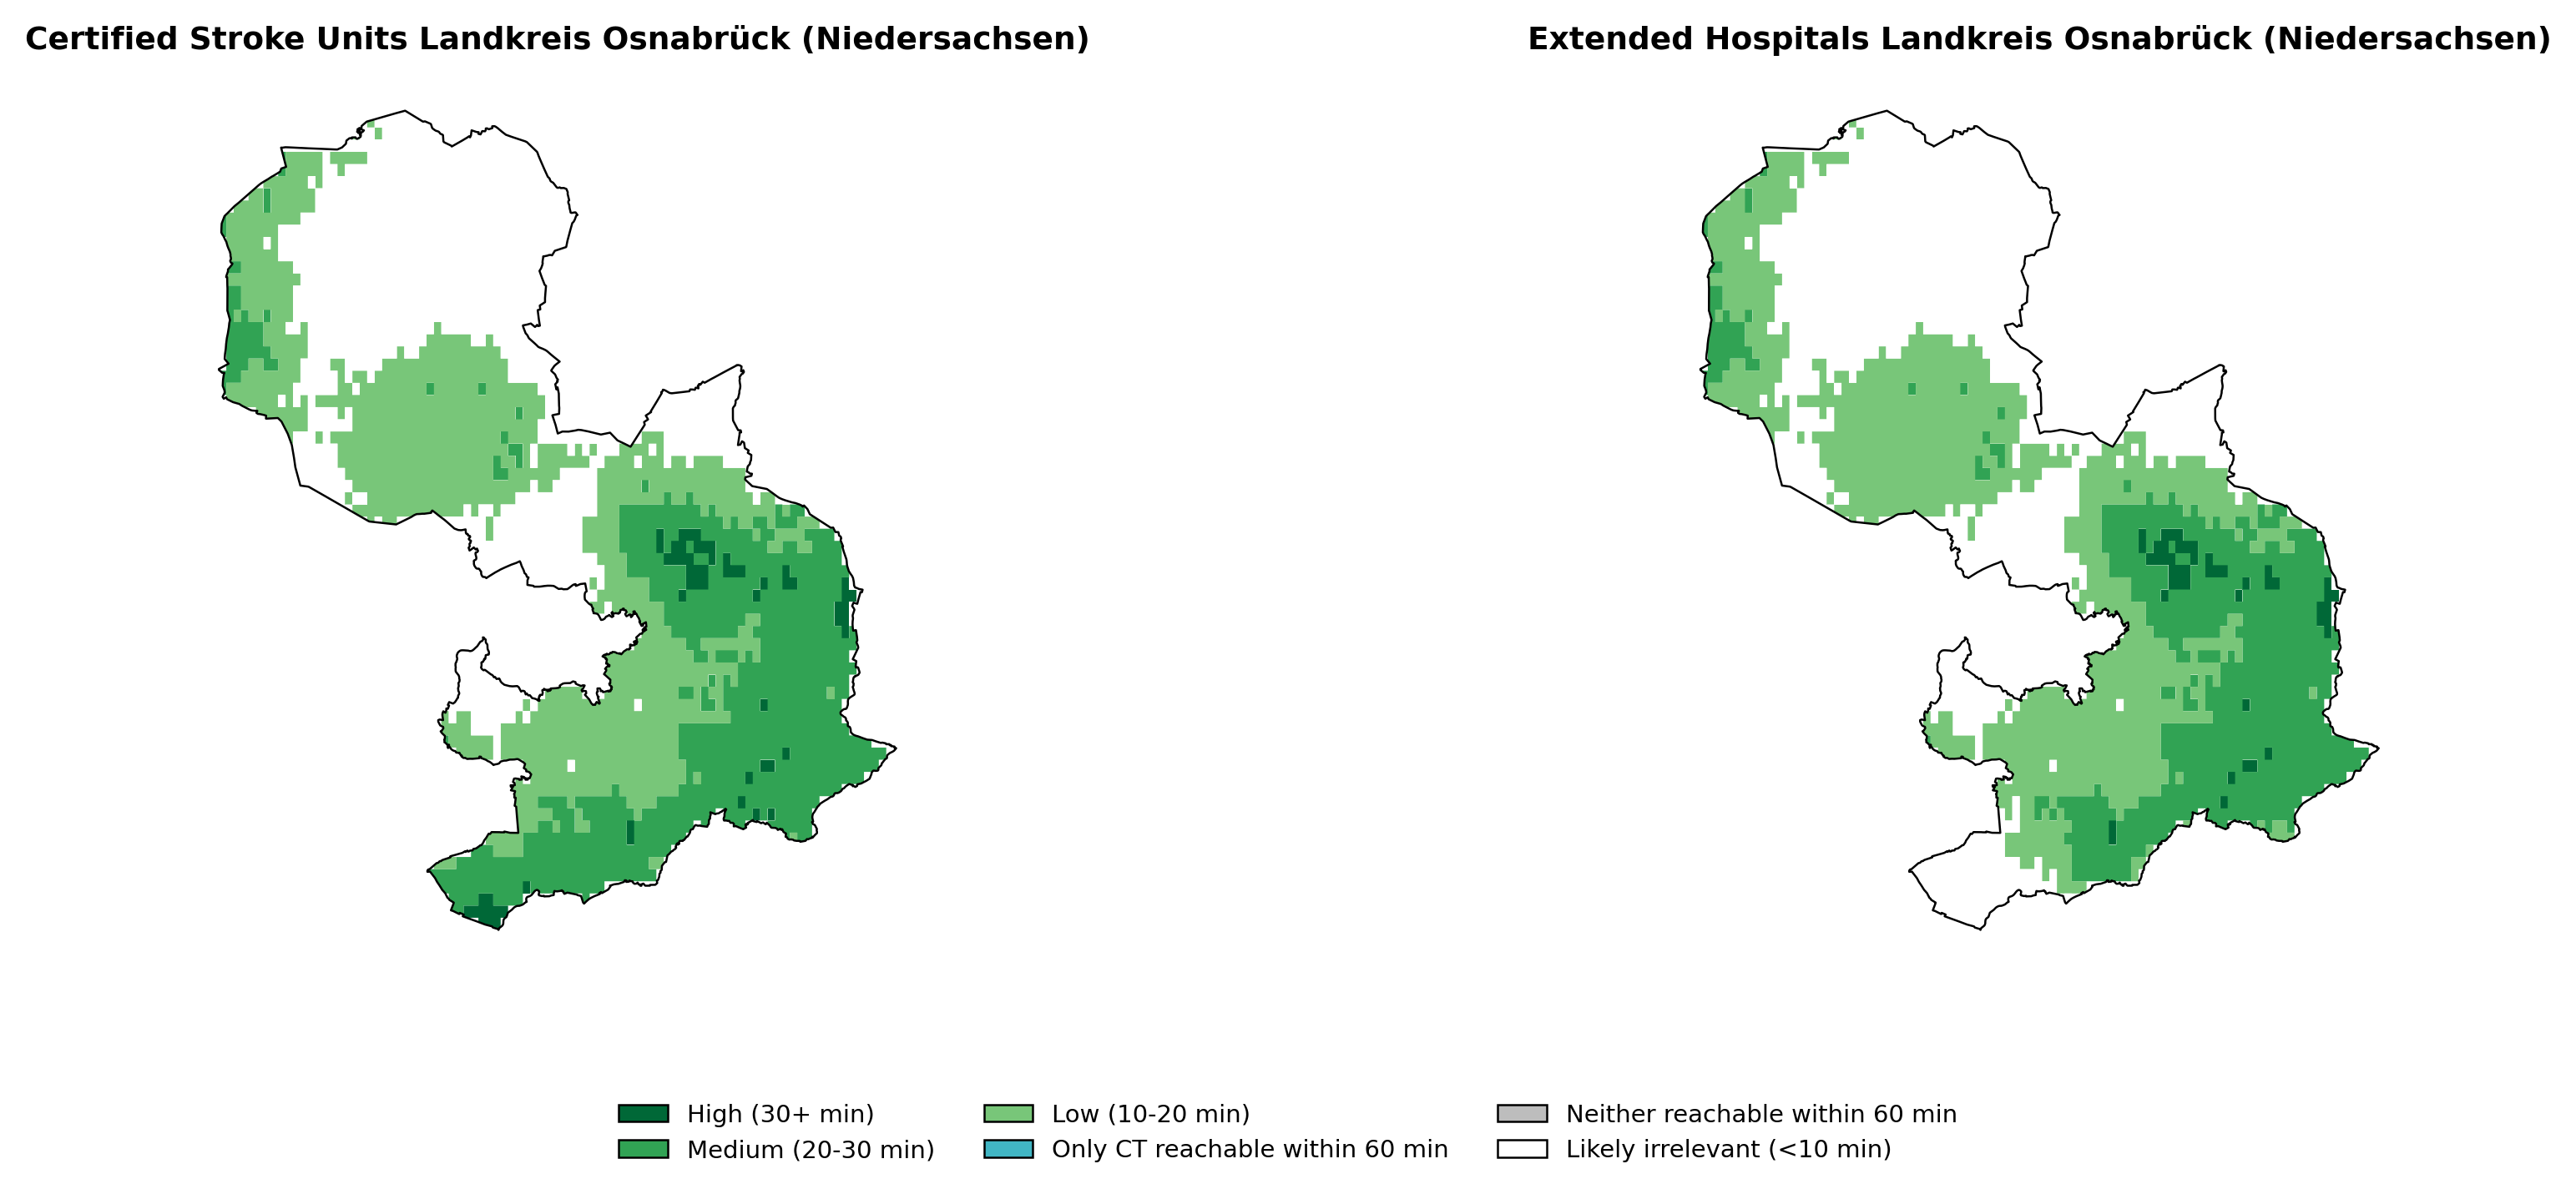 Certified Stroke Units Landkreis Osnabrück (Niedersachsen)
Extended Hospitals Landkreis Osnabrück (Niedersachsen)
High (30+ min)
Medium (20-30 min)
Low (10-20 min)
Only CT reachable within 60 min
Neither reachable within 60 min
Likely irrelevant (<10 min)